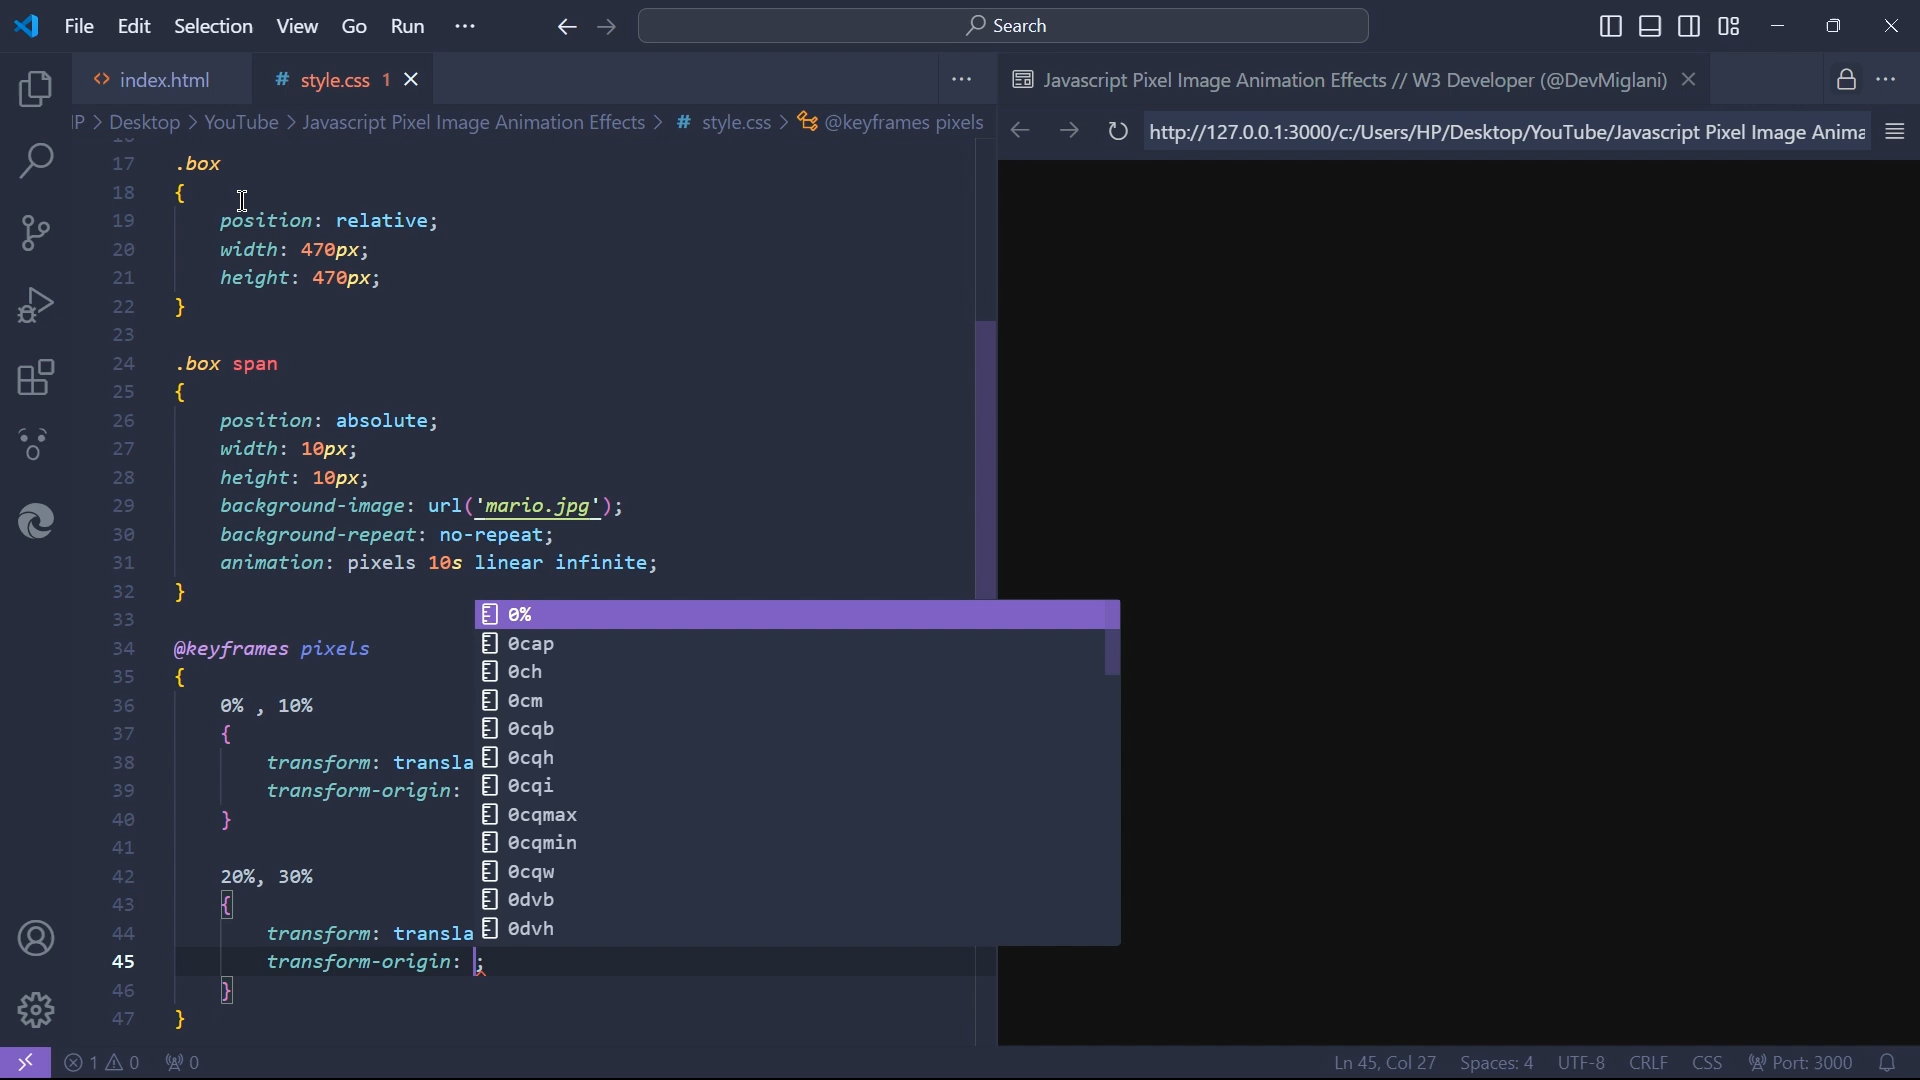 File Edit Selection View Go Run ··· Search
index.html # style.css 1 ···
Javascript Pixel Image Animation Effects // W3 Developer (@DevMiglani) ···
IP > Desktop > YouTube > Javascript Pixel Image Animation Effects > # style.css > @keyframes pixels
http://127.0.0.1:3000/c:/Users/HP/Desktop/YouTube/Javascript Pixel Image Anima
17 .box
18 {
19 position: relative;
20 width: 470px;
21 height: 470px;
22 }
23
24 .box span
25 {
26 position: absolute;
27 width: 10px;
28 height: 10px;
29 background-image: url('mario.jpg');
30 background-repeat: no-repeat;
31 animation: pixels 10s linear infinite;
32 }
33
34 @keyframes pixels
35 {
36 0% , 10%
37 {
38 transform: transla
39 transform-origin:
40 }
41
42 20%, 30%
43 {
44 transform: transla
45 transform-origin: ;
46 }
47 }
0%
0cap
0ch
0cm
0cqb
0cqh
0cqi
0cqmax
0cqmin
0cqw
0dvb
0dvh
1 0 0 Ln 45, Col 27 Spaces: 4 UTF-8 CRLF CSS Port: 3000